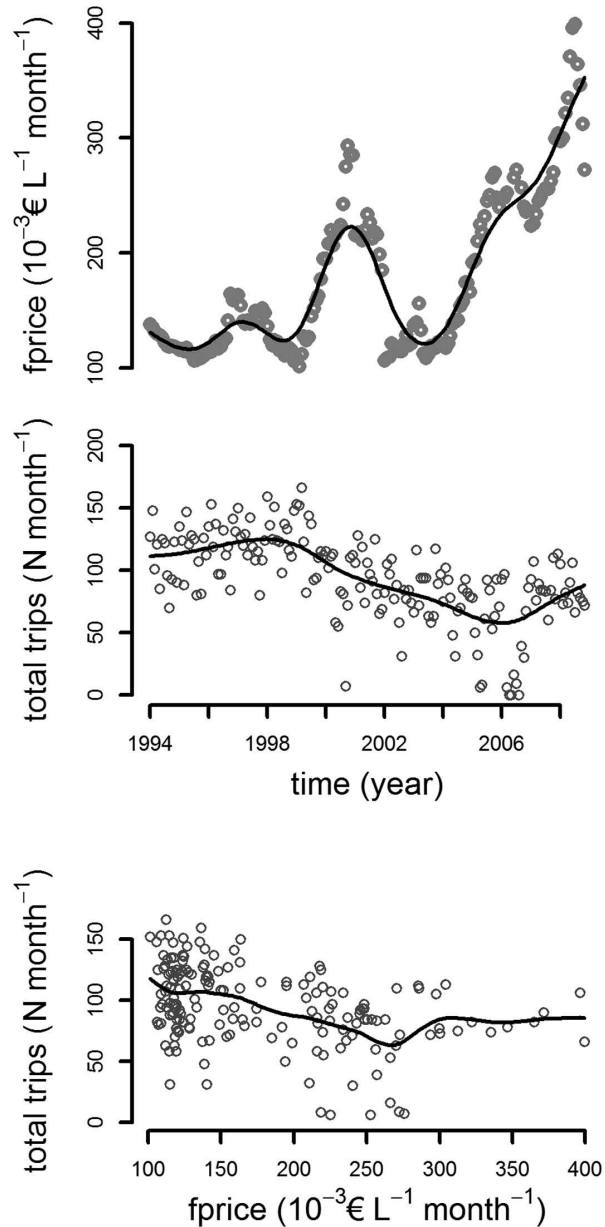 fprice (10⁻³€ L⁻¹ month⁻¹)
400
300
200
100
total trips (N month⁻¹)
200
150
100
50
0
1994 1998 2002 2006
time (year)
total trips (N month⁻¹)
150
100
50
0
100 150 200 250 300 350 400
fprice (10⁻³€ L⁻¹ month⁻¹)